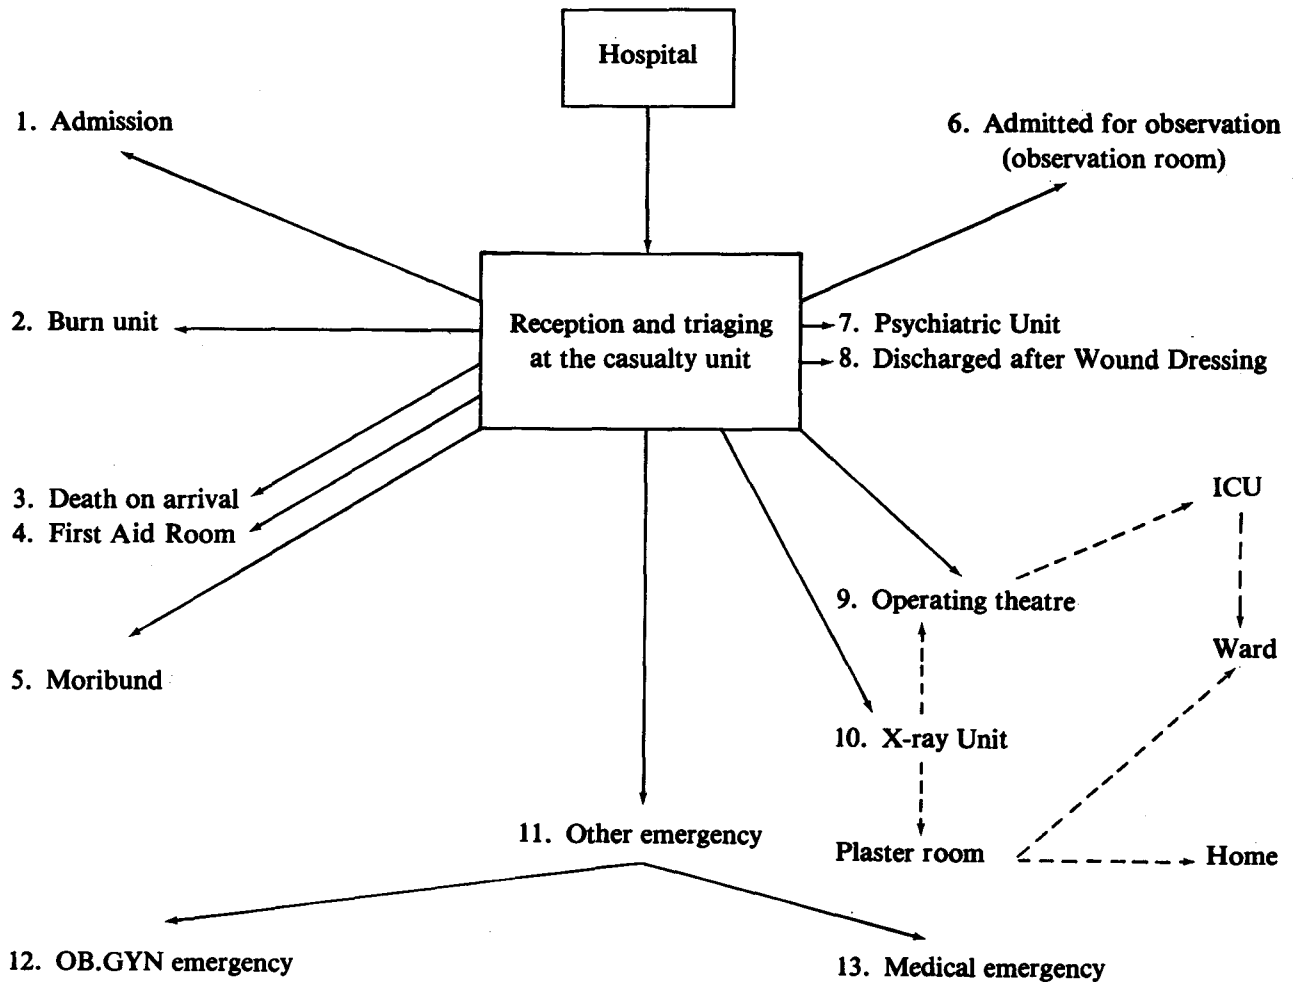 Hospital
1. Admission
6. Admitted for observation
(observation room)
2. Burn unit
Reception and triaging
at the casualty unit
7. Psychiatric Unit
8. Discharged after Wound Dressing
3. Death on arrival
4. First Aid Room
ICU
9. Operating theatre
Ward
5. Moribund
10. X-ray Unit
11. Other emergency
Plaster room
Home
12. OB.GYN emergency
13. Medical emergency